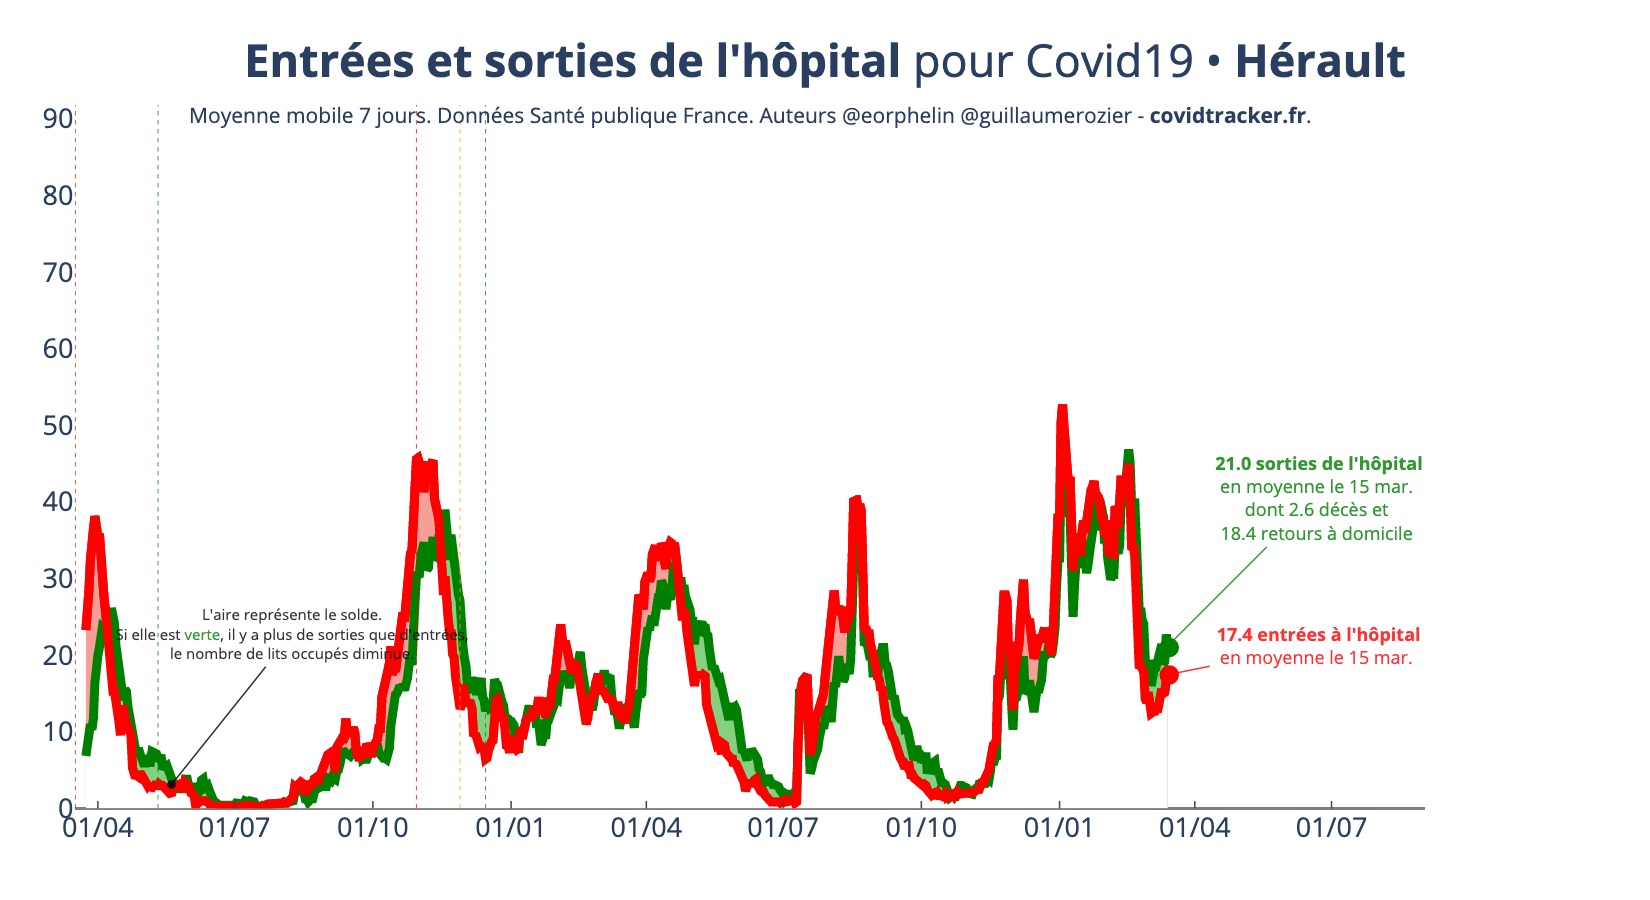 Entrées et sorties de l'hôpital pour Covid19 • Hérault
Moyenne mobile 7 jours. Données Santé publique France. Auteurs @eorphelin @guillaumerozier - covidtracker.fr.
90
80
70
60
50
40
30
20
10
0
L'aire représente le solde.
Si elle est verte, il y a plus de sorties que d'entrées,
le nombre de lits occupés diminue.
21.0 sorties de l'hôpital
en moyenne le 15 mar.
dont 2.6 décès et
18.4 retours à domicile
17.4 entrées à l'hôpital
en moyenne le 15 mar.
01/04 01/07 01/10 01/01 01/04 01/07 01/10 01/01 01/04 01/07